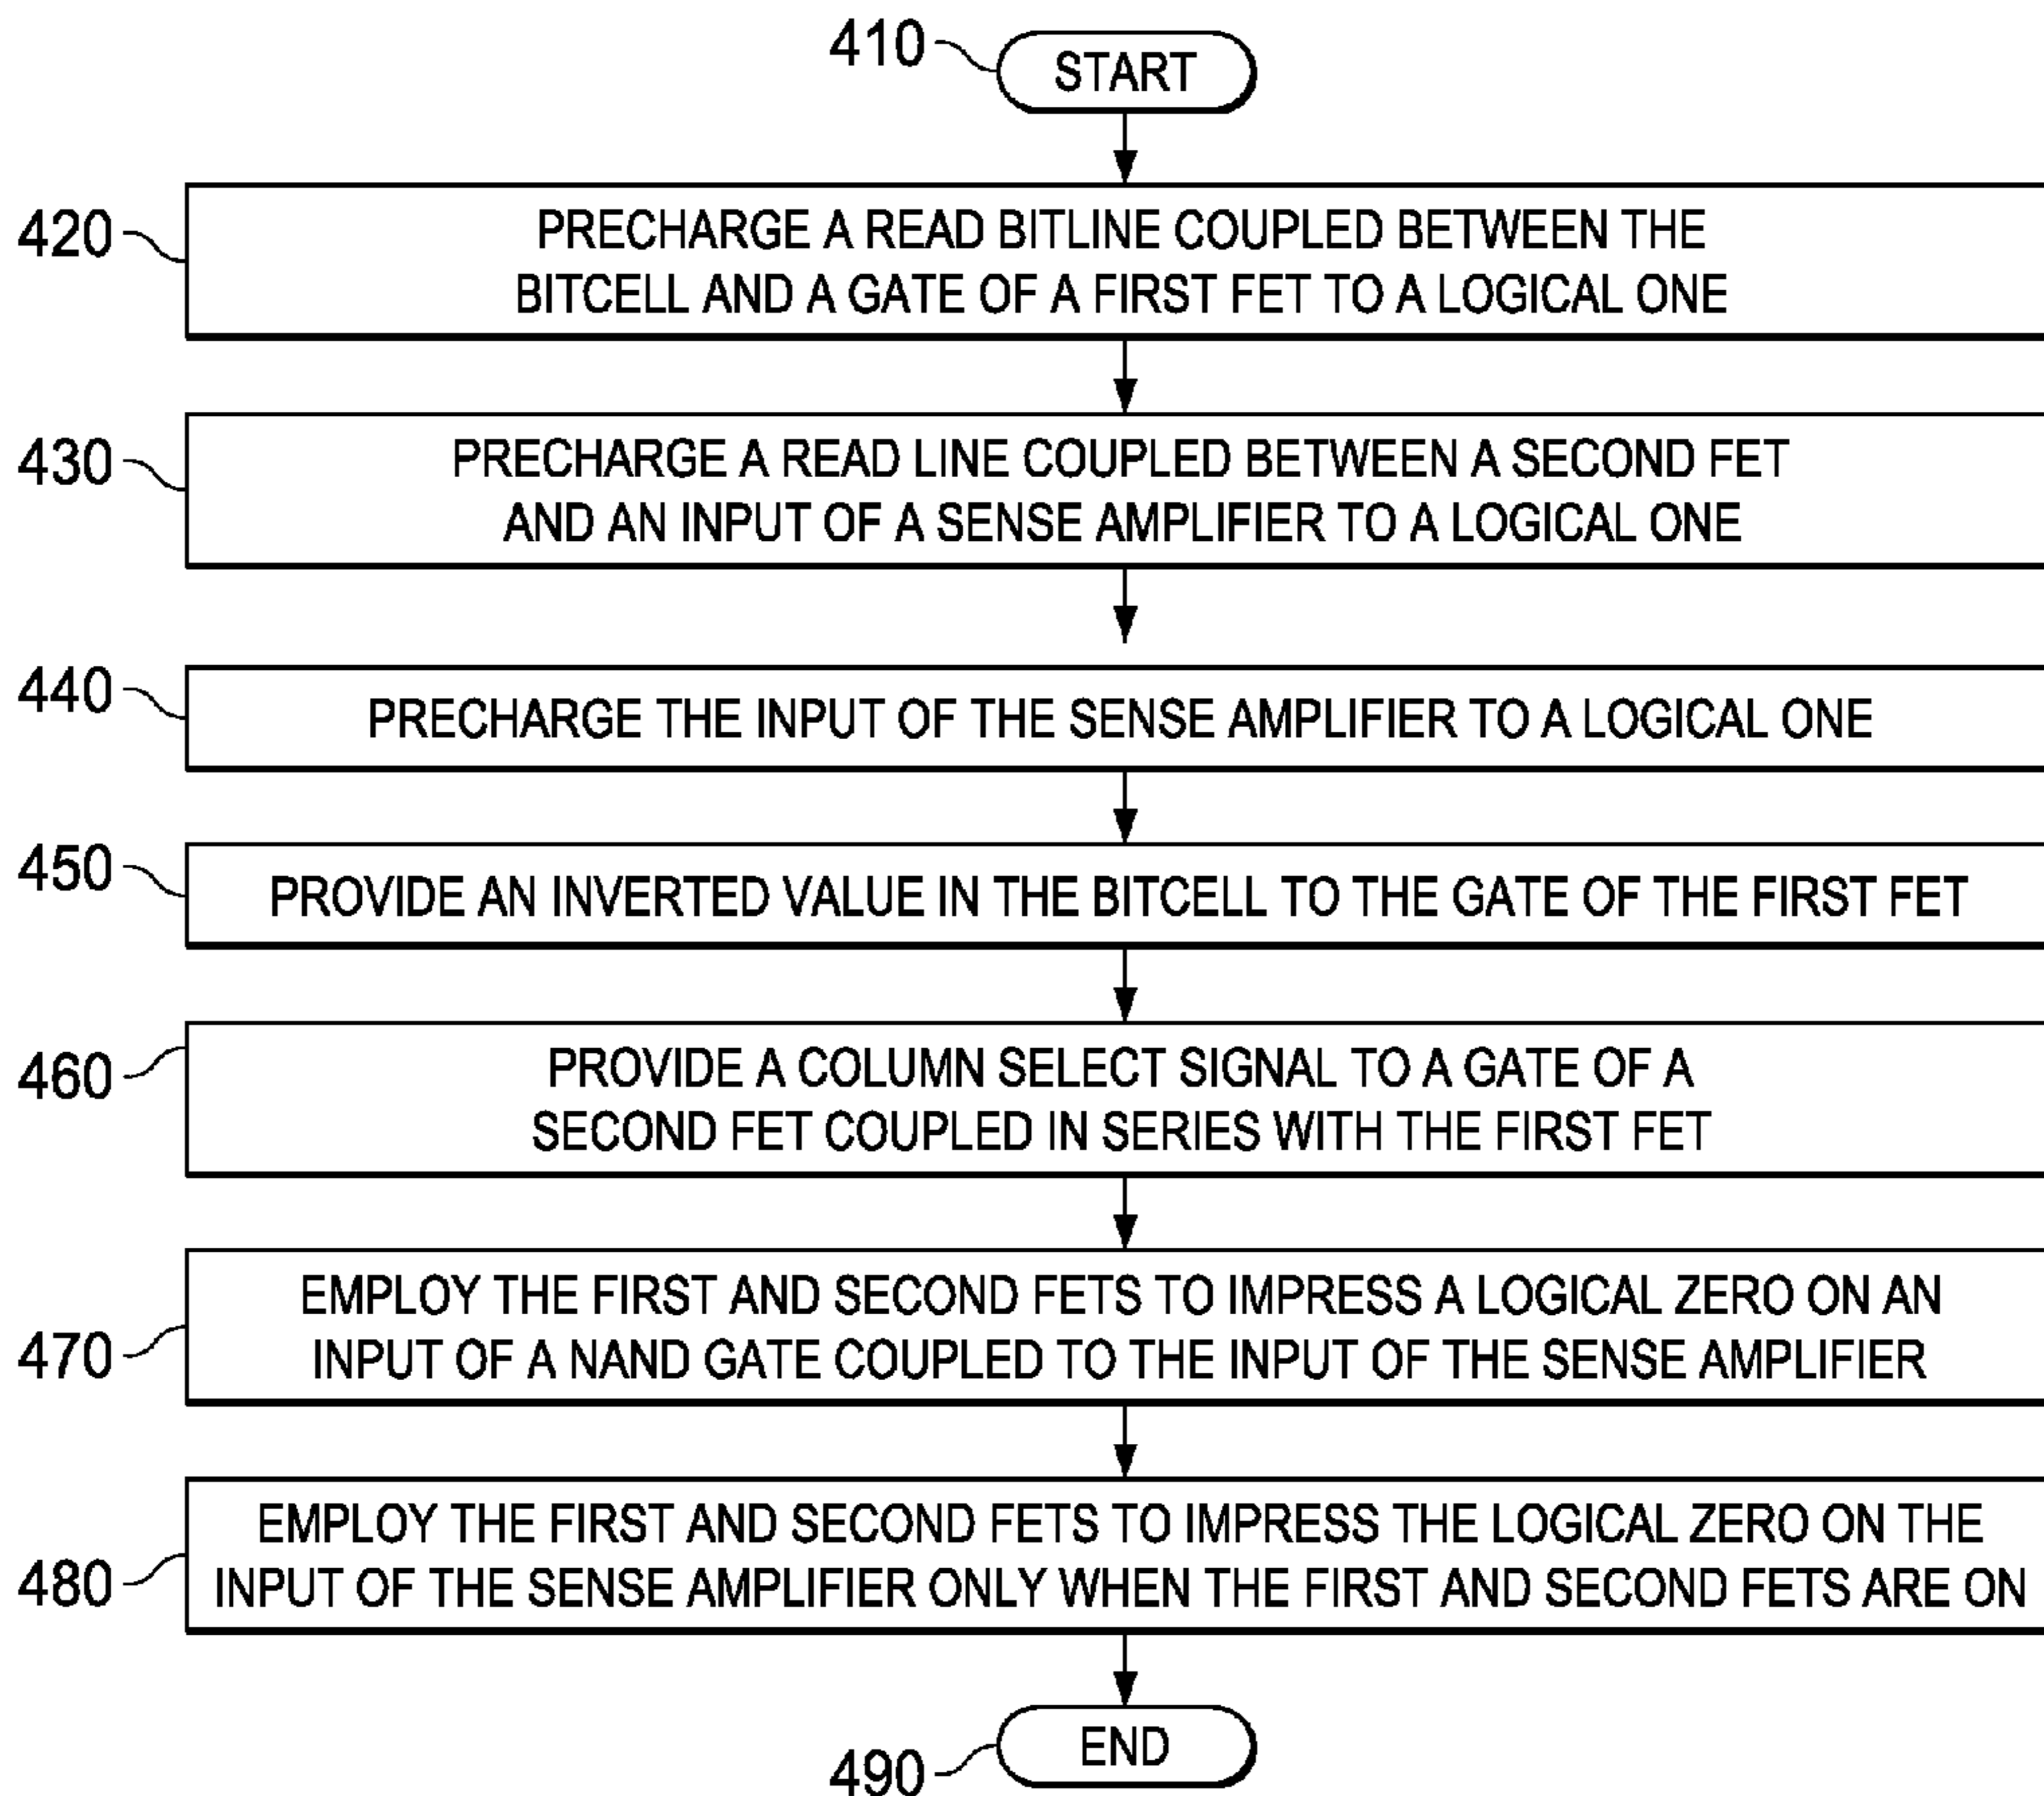 410
START
420
PRECHARGE A READ BITLINE COUPLED BETWEEN THE
BITCELL AND A GATE OF A FIRST FET TO A LOGICAL ONE
430
PRECHARGE A READ LINE COUPLED BETWEEN A SECOND FET
AND AN INPUT OF A SENSE AMPLIFIER TO A LOGICAL ONE
440
PRECHARGE THE INPUT OF THE SENSE AMPLIFIER TO A LOGICAL ONE
450
PROVIDE AN INVERTED VALUE IN THE BITCELL TO THE GATE OF THE FIRST FET
460
PROVIDE A COLUMN SELECT SIGNAL TO A GATE OF A
SECOND FET COUPLED IN SERIES WITH THE FIRST FET
470
EMPLOY THE FIRST AND SECOND FETS TO IMPRESS A LOGICAL ZERO ON AN
INPUT OF A NAND GATE COUPLED TO THE INPUT OF THE SENSE AMPLIFIER
480
EMPLOY THE FIRST AND SECOND FETS TO IMPRESS THE LOGICAL ZERO ON THE
INPUT OF THE SENSE AMPLIFIER ONLY WHEN THE FIRST AND SECOND FETS ARE ON
490
END